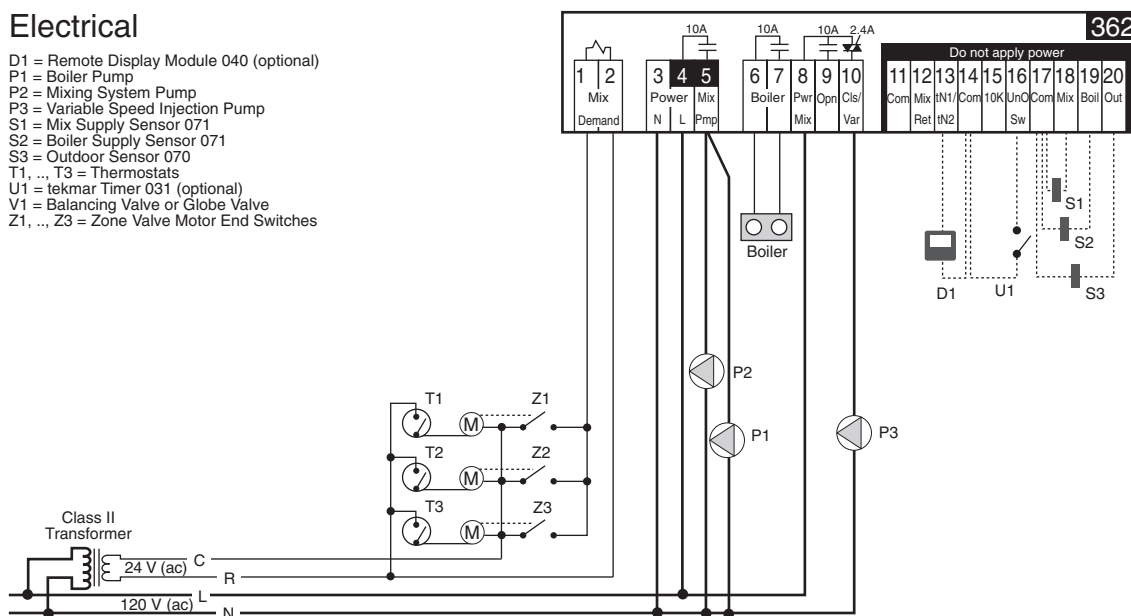 Electrical
D1 = Remote Display Module 040 (optional)
P1 = Boiler Pump
P2 = Mixing System Pump
P3 = Variable Speed Injection Pump
S1 = Mix Supply Sensor 071
S2 = Boiler Supply Sensor 071
S3 = Outdoor Sensor 070
T1, .., T3 = Thermostats
U1 = tekmar Timer 031 (optional)
V1 = Balancing Valve or Globe Valve
Z1, .., Z3 = Zone Valve Motor End Switches
362
10A 10A 10A 2.4A
Do not apply power
1 2 3 4 5 6 7 8 9 10 11 12 13 14 15 16 17 18 19 20
Mix Power Mix Boiler Pwr Opn Cls/ Com Mix tN1/ Com 10K UnO Com Mix Boil Out
Demand N L Pmp Mix Var Ret tN2 Sw
S1
S2
Boiler
D1 U1 S3
P2
T1 Z1
M
P1 P3
T2 Z2
M
T3 Z3
M
Class II
Transformer
C
24 V (ac)
R
L
120 V (ac)
N